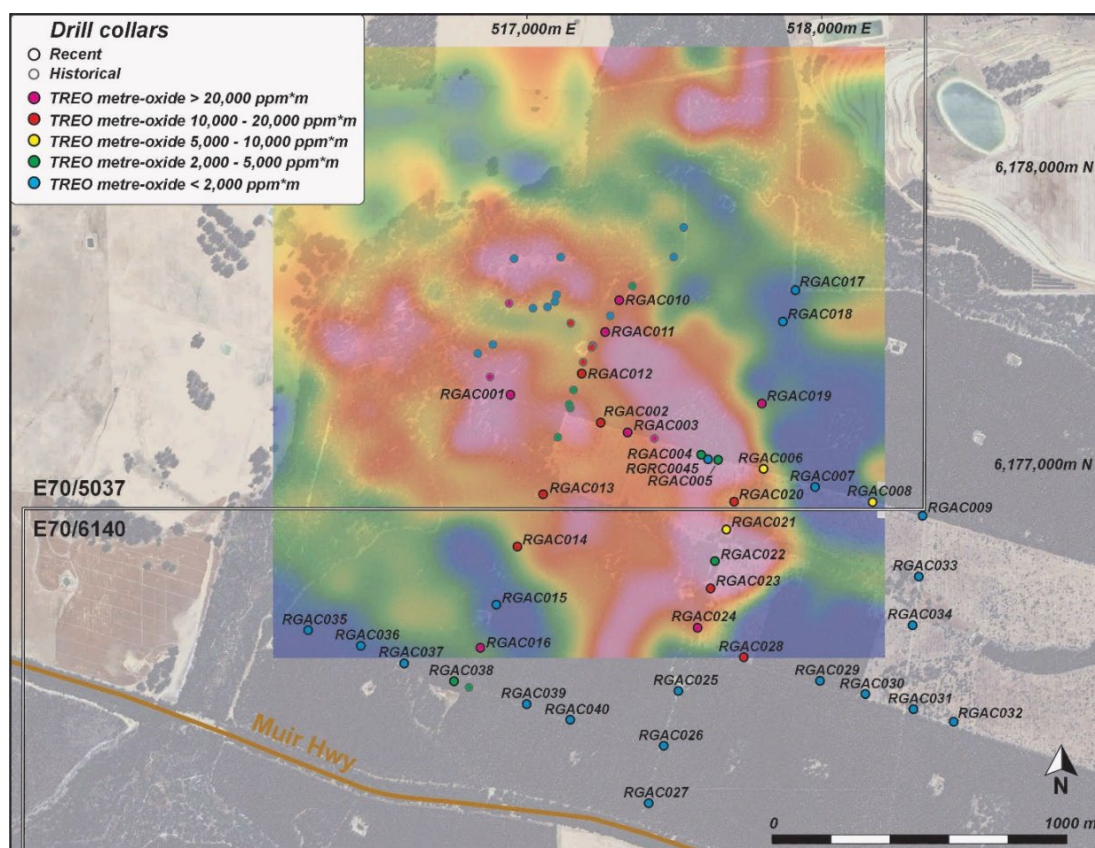 Drill collars
Recent
Historical
TREO metre-oxide > 20,000 ppm*m
TREO metre-oxide 10,000 - 20,000 ppm*m
TREO metre-oxide 5,000 - 10,000 ppm*m
TREO metre-oxide 2,000 - 5,000 ppm*m
TREO metre-oxide < 2,000 ppm*m
517,000m E
518,000m E
6,178,000m N
RGAC017
RGAC010
RGAC018
RGAC011
RGAC012
RGAC001
RGAC019
RGAC002
RGAC003
RGAC004
RGRC0045
RGAC005
RGAC006
6,177,000m N
RGAC007
RGAC008
E70/5037
RGAC013
RGAC020
RGAC009
E70/6140
RGAC021
RGAC014
RGAC022
RGAC033
RGAC023
RGAC015
RGAC034
RGAC035
RGAC024
RGAC036
RGAC016
RGAC037
RGAC028
RGAC038
RGAC029
RGAC025
RGAC030
RGAC039
RGAC031
RGAC040
RGAC032
Muir Hwy
RGAC026
RGAC027
N
0
1000 m